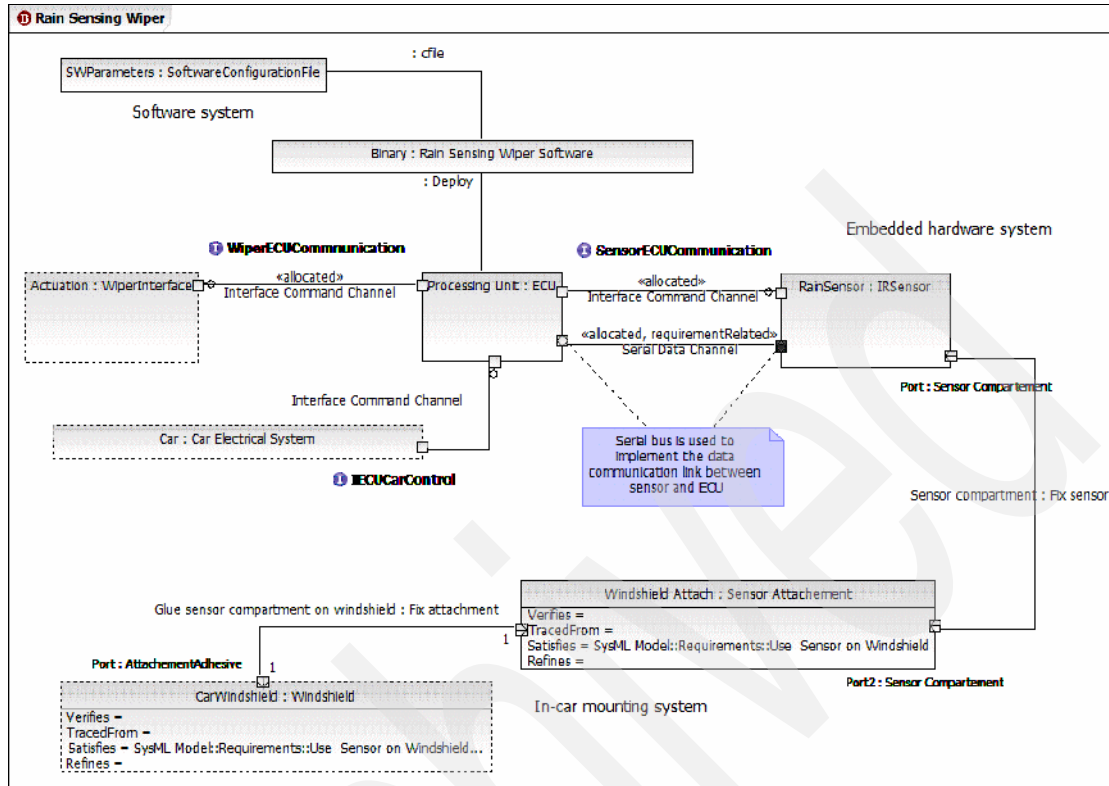 Rain Sensing Wiper
: cfile
SWParameters : SoftwareConfigurationFile
Software system
Binary : Rain Sensing Wiper Software
: Deploy
Embedded hardware system
WiperECUCommnunication
SensorECUCommunication
«allocated»
Interface Command Channel
Actuation : WiperInterface
Processing Unit : ECU
«allocated»
Interface Command Channel
RainSensor : IRSensor
«allocated, requirementRelated»
Serial Data Channel
Port : Sensor Compartement
Interface Command Channel
Car : Car Electrical System
IECUCarControl
Serial bus is used to
implement the data
communication link between
sensor and ECU
Sensor compartment : Fix sensor
Windshield Attach : Sensor Attachement
Verifies =
TracedFrom =
Satisfies = SysML Model::Requirements::Use Sensor on Windshield
Refines =
Glue sensor compartment on windshield : Fix attachment
1
Port : AttachementAdhesive
1
Port2 : Sensor Compartement
In-car mounting system
CarWindshield : Windshield
Verifies =
TracedFrom =
Satisfies = SysML Model::Requirements::Use Sensor on Windshield...
Refines =